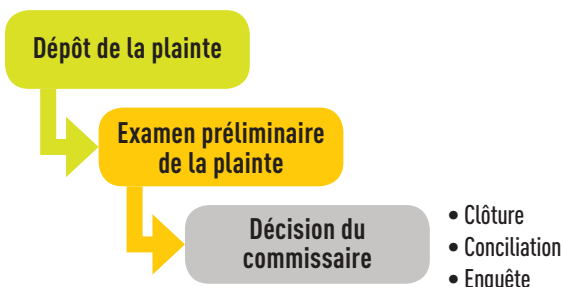 Dépôt de la plainte
Examen préliminaire
de la plainte
Décision du
commissaire
• Clôture
• Conciliation
• Enquête